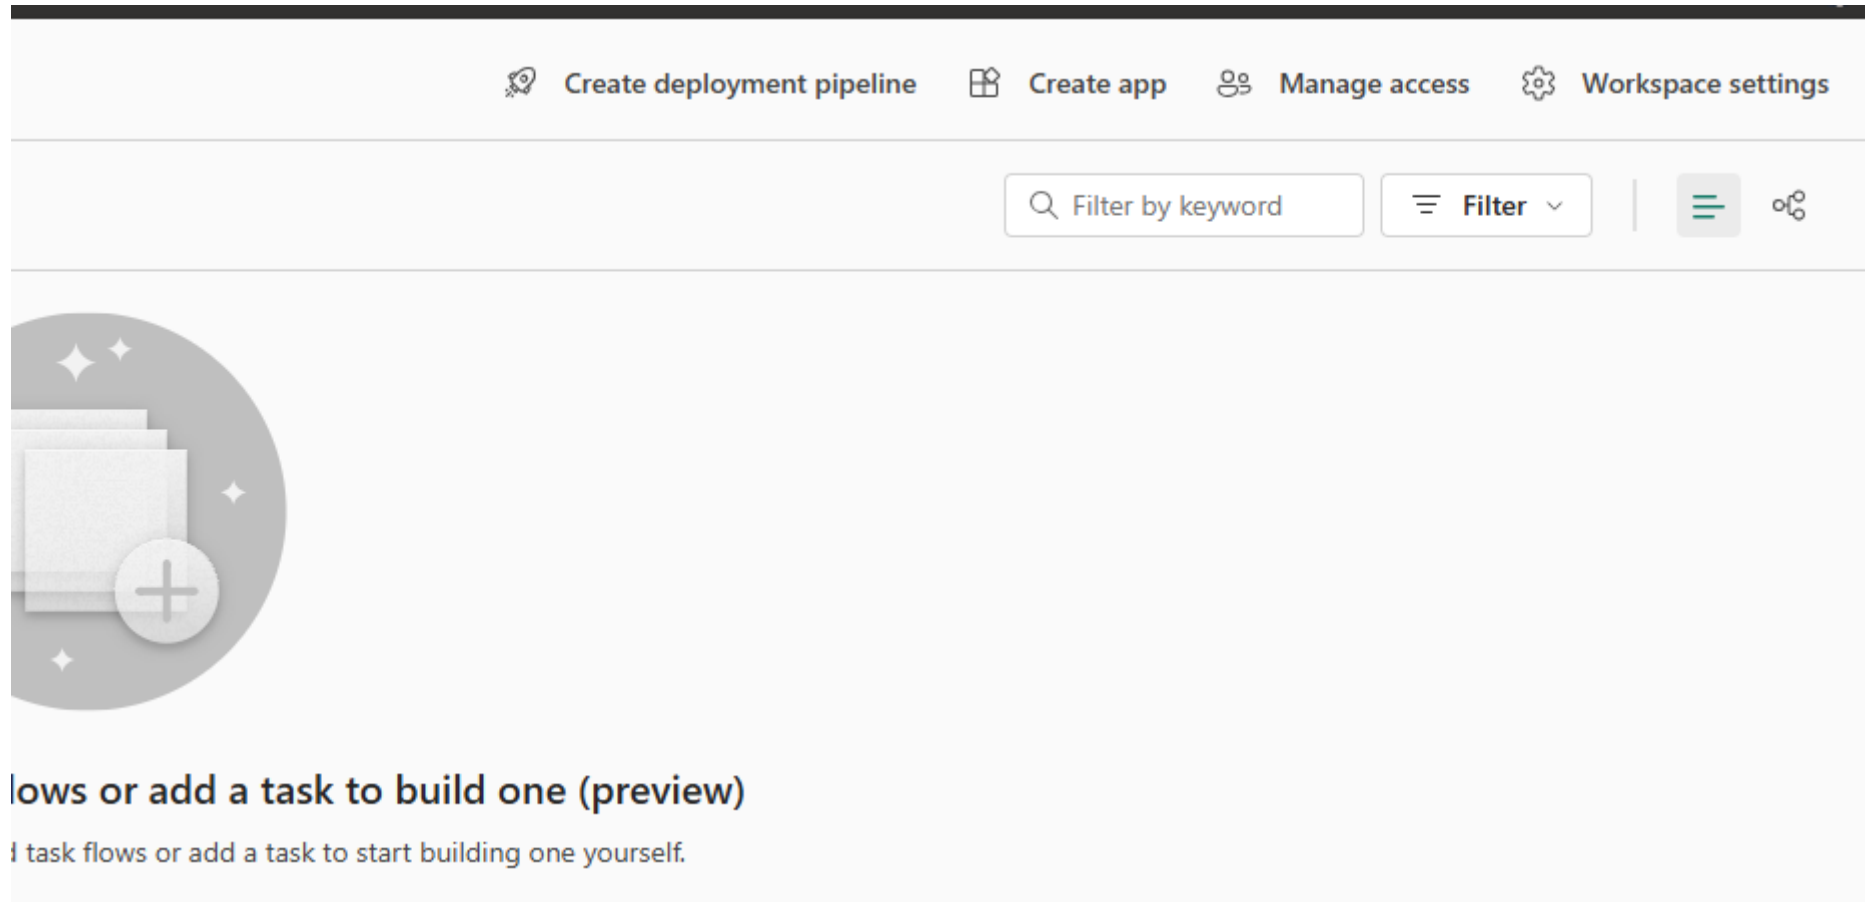 Create deployment pipeline Create app Manage access Workspace settings
Filter by keyword Filter
lows or add a task to build one (preview)
task flows or add a task to start building one yourself.